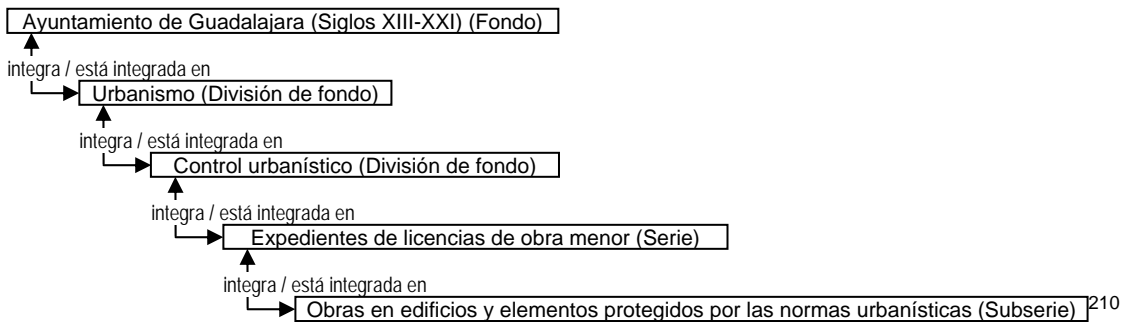 Ayuntamiento de Guadalajara (Siglos XIII-XXI) (Fondo)
integra / está integrada en
Urbanismo (División de fondo)
integra / está integrada en
Control urbanístico (División de fondo)
integra / está integrada en
Expedientes de licencias de obra menor (Serie)
integra / está integrada en
Obras en edificios y elementos protegidos por las normas urbanísticas (Subserie) 210